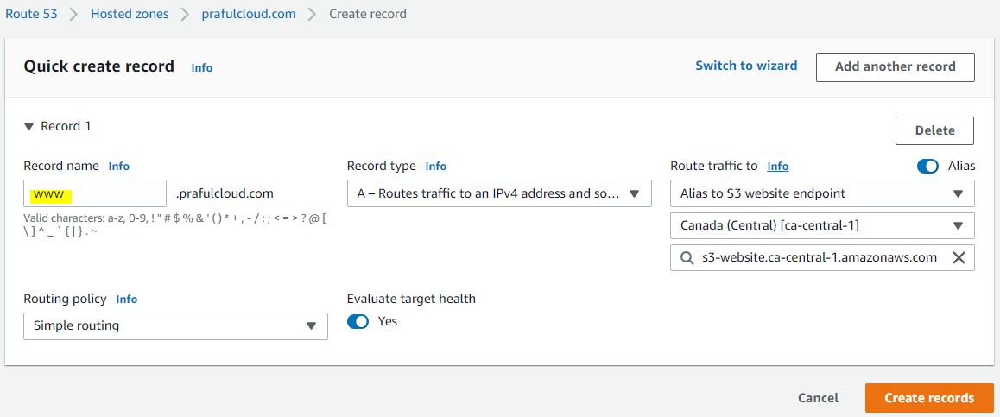 Route 53 > Hosted zones > prafulcloud.com > Create record
Quick create record Info
Switch to wizard
Add another record
▼ Record 1
Delete
Record name Info
www .prafulcloud.com
Valid characters: a-z, 0-9, ! " # $ % & ' ( ) * + , - / : ; < = > ? @ [
\ ] ^ _ ` { | } . ~
Record type Info
A – Routes traffic to an IPv4 address and so...
Route traffic to Info
Alias
Alias to S3 website endpoint
Canada (Central) [ca-central-1]
s3-website.ca-central-1.amazonaws.com
Routing policy Info
Simple routing
Evaluate target health
Yes
Cancel
Create records